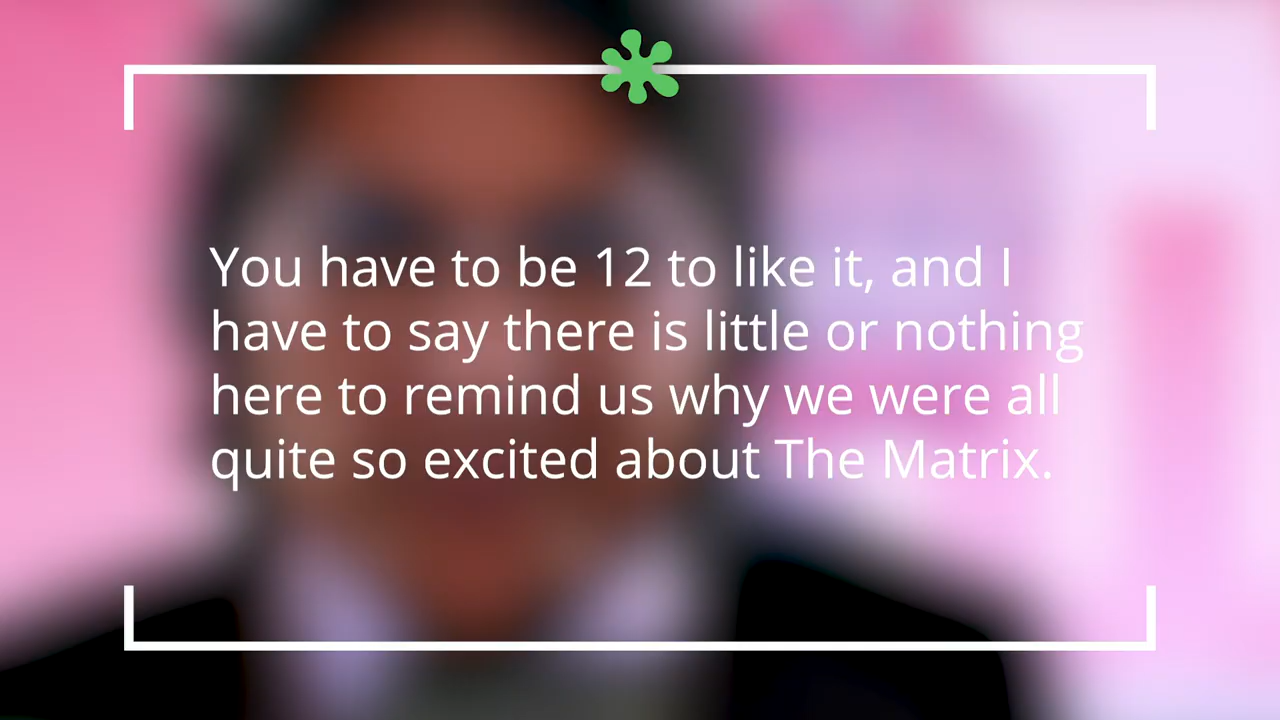 You have to be 12 to like it, and I
have to say there is little or nothing
here to remind us why we were all
quite so excited about The Matrix.